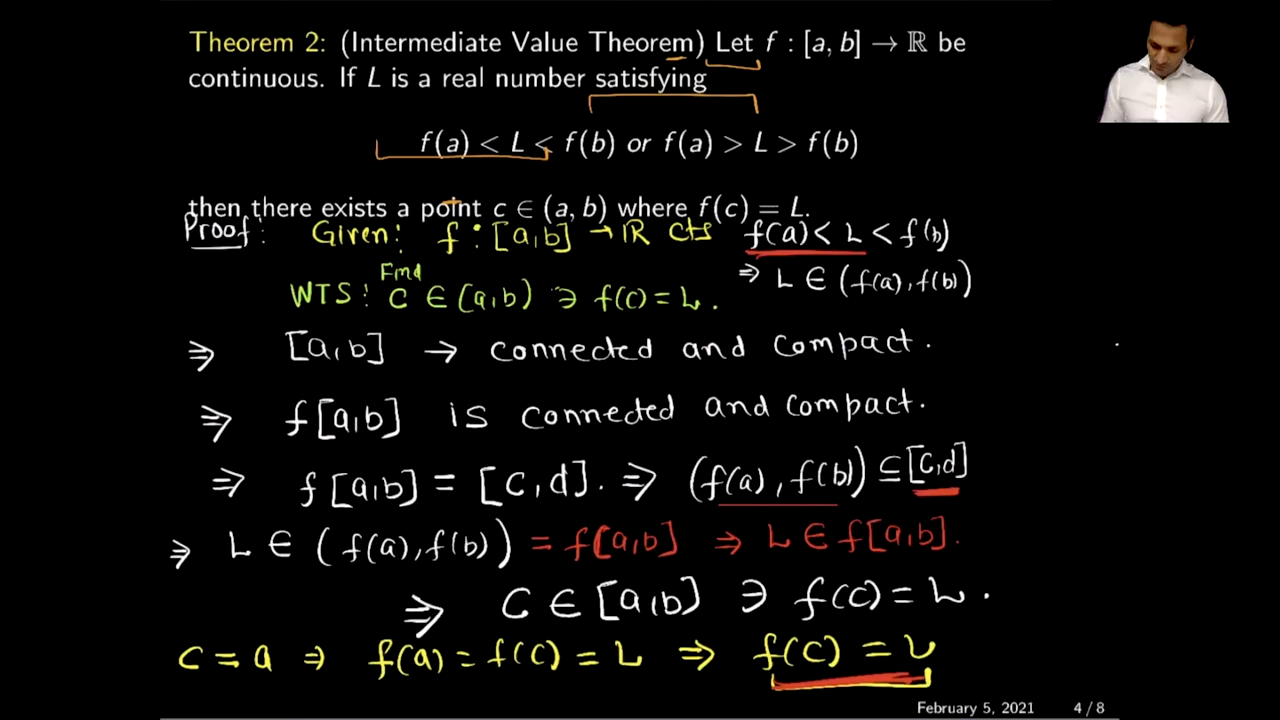 Theorem 2: (Intermediate Value Theorem) Let f : [a, b] → ℝ be
continuous. If L is a real number satisfying
f(a) < L < f(b) or f(a) > L > f(b)
then there exists a point c ∈ (a, b) where f(c) = L.
Proof: Given: f : [a,b] → ℝ cts f(a) < L < f(b)
⇒ L ∈ (f(a), f(b))
WTS: Find c ∈ (a,b) ∋ f(c) = L.
⇒ [a,b] → connected and compact.
⇒ f[a,b] is connected and compact.
⇒ f[a,b] = [c,d]. ⇒ (f(a), f(b)) ⊆ [c,d]
⇒ L ∈ (f(a), f(b)) = f[a,b] ⇒ L ∈ f[a,b].
⇒ C ∈ [a,b] ∋ f(c) = L.
c = a ⇒ f(a) = f(c) = L ⇒ f(c) = L
February 5, 2021 4 / 8